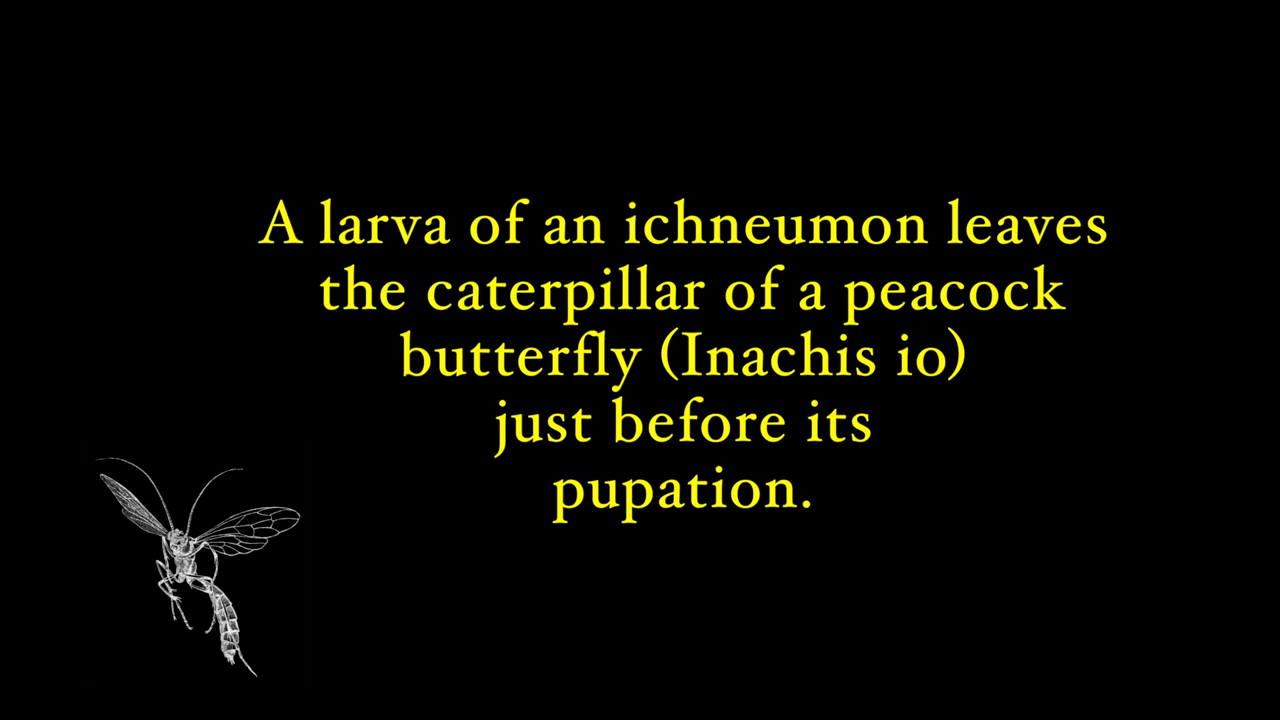 A larva of an ichneumon leaves
the caterpillar of a peacock
butterfly (Inachis io)
just before its
pupation.